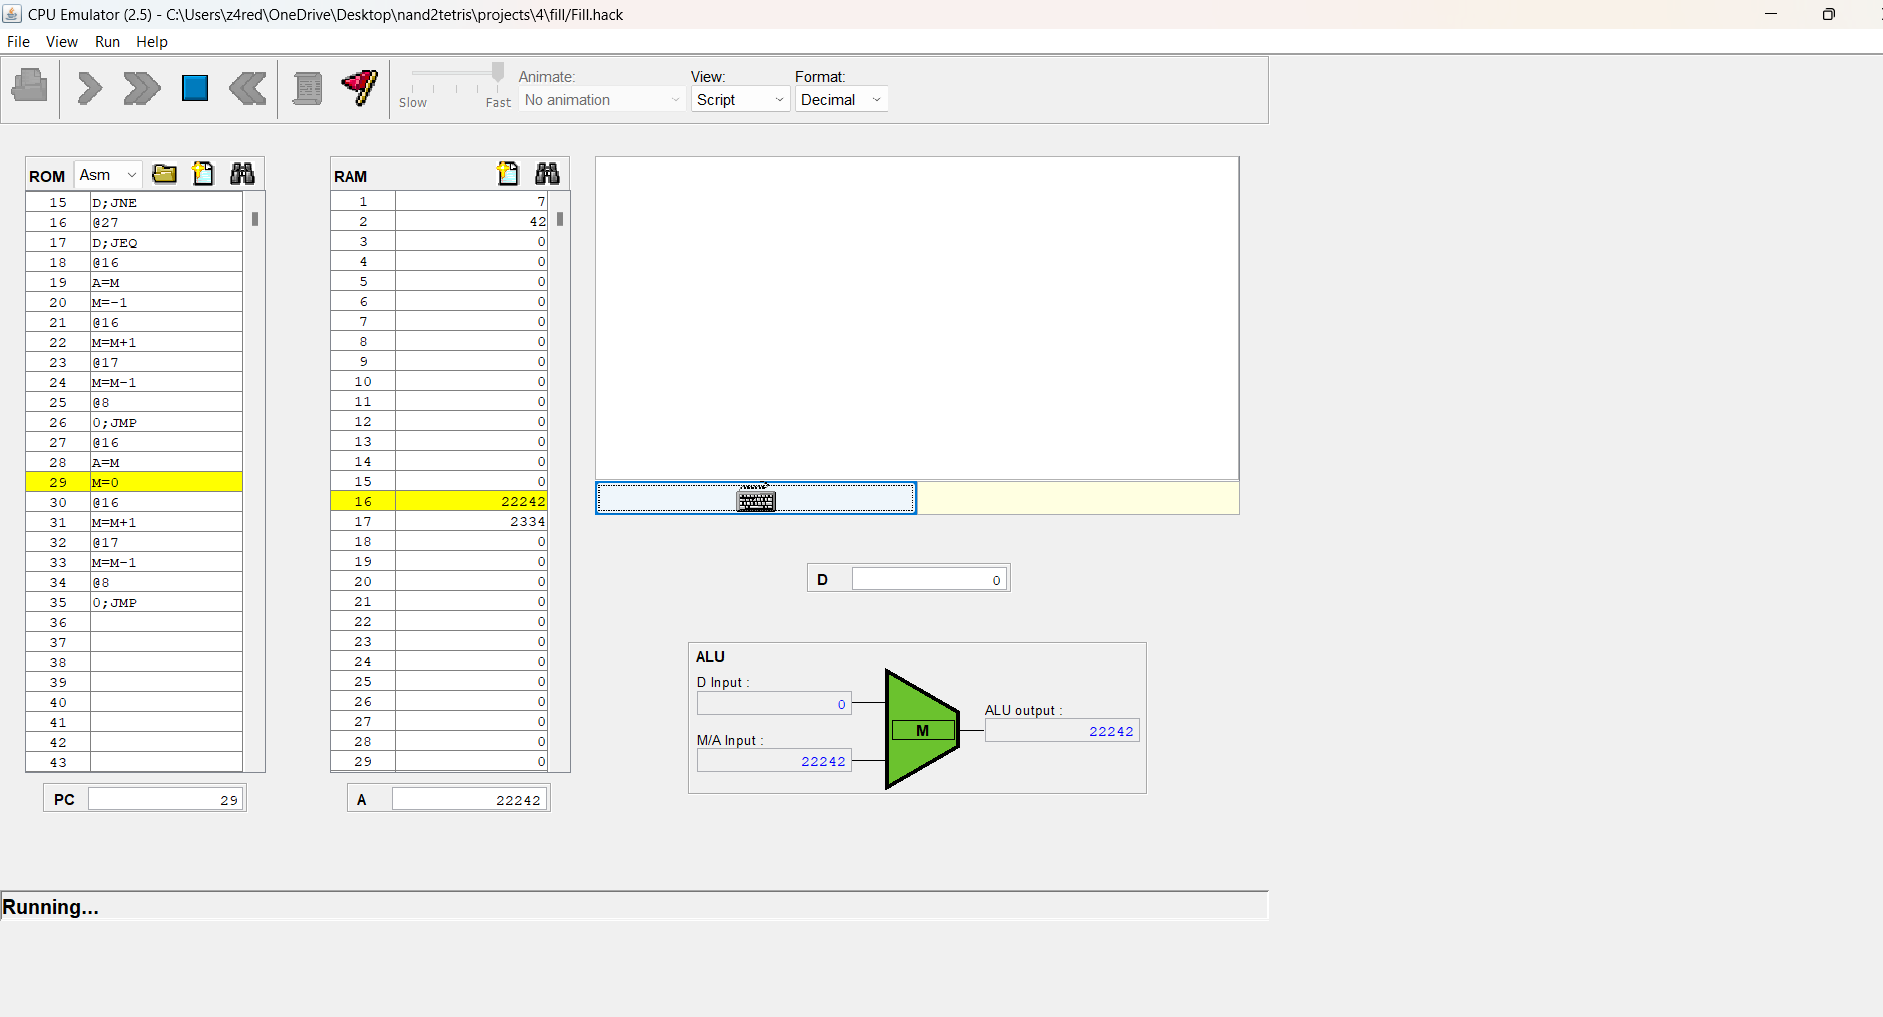 CPU Emulator (2.5) - C:\Users\z4red\OneDrive\Desktop\nand2tetris\projects\4\fill/Fill.hack
File View Run Help
Slow Fast
Animate:
No animation
View:
Script
Format:
Decimal
ROM Asm
15 D;JNE
16 @27
17 D;JEQ
18 @16
19 A=M
20 M=-1
21 @16
22 M=M+1
23 @17
24 M=M-1
25 @8
26 0;JMP
27 @16
28 A=M
29 M=0
30 @16
31 M=M+1
32 @17
33 M=M-1
34 @8
35 0;JMP
36
37
38
39
40
41
42
43
PC 29
RAM
1 7
2 42
3 0
4 0
5 0
6 0
7 0
8 0
9 0
10 0
11 0
12 0
13 0
14 0
15 0
16 22242
17 2334
18 0
19 0
20 0
21 0
22 0
23 0
24 0
25 0
26 0
27 0
28 0
29 0
A 22242
D 0
ALU
D Input :
0
M/A Input :
22242
M
ALU output :
22242
Running...